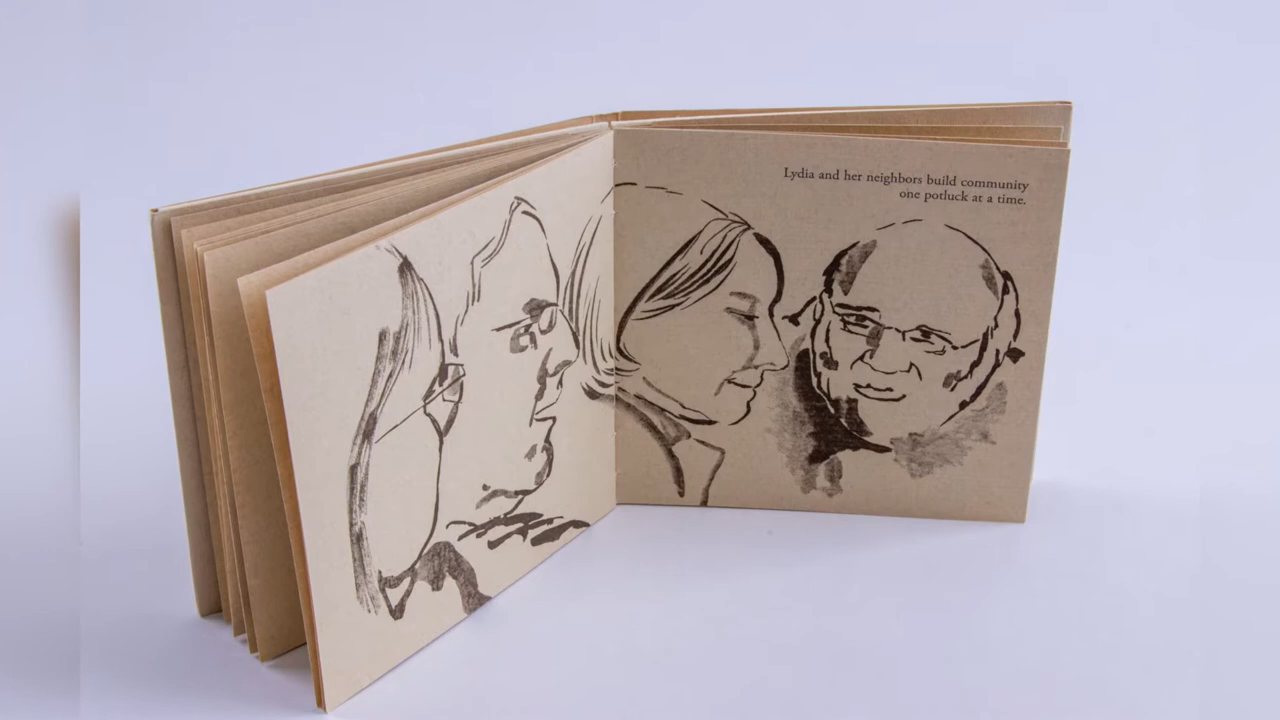 Lydia and her neighbors build community
one potluck at a time.